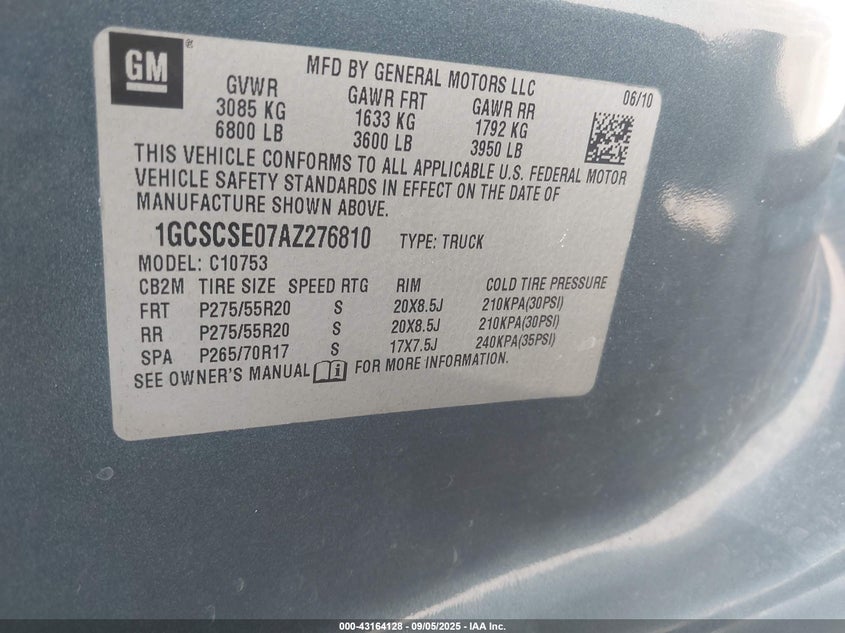 GM ®
MFD BY GENERAL MOTORS LLC
06/10
GVWR GAWR FRT GAWR RR
3085 KG 1633 KG 1792 KG
6800 LB 3600 LB 3950 LB
THIS VEHICLE CONFORMS TO ALL APPLICABLE U.S. FEDERAL MOTOR
VEHICLE SAFETY STANDARDS IN EFFECT ON THE DATE OF
MANUFACTURE SHOWN ABOVE.
1GCSCSE07AZ276810 TYPE: TRUCK
MODEL: C10753
CB2M TIRE SIZE SPEED RTG RIM COLD TIRE PRESSURE
FRT P275/55R20 S 20X8.5J 210KPA(30PSI)
RR P275/55R20 S 20X8.5J 210KPA(30PSI)
SPA P265/70R17 S 17X7.5J 240KPA(35PSI)
SEE OWNER'S MANUAL i FOR MORE INFORMATION.
000-43164128 - 09/05/2025 - IAA Inc.